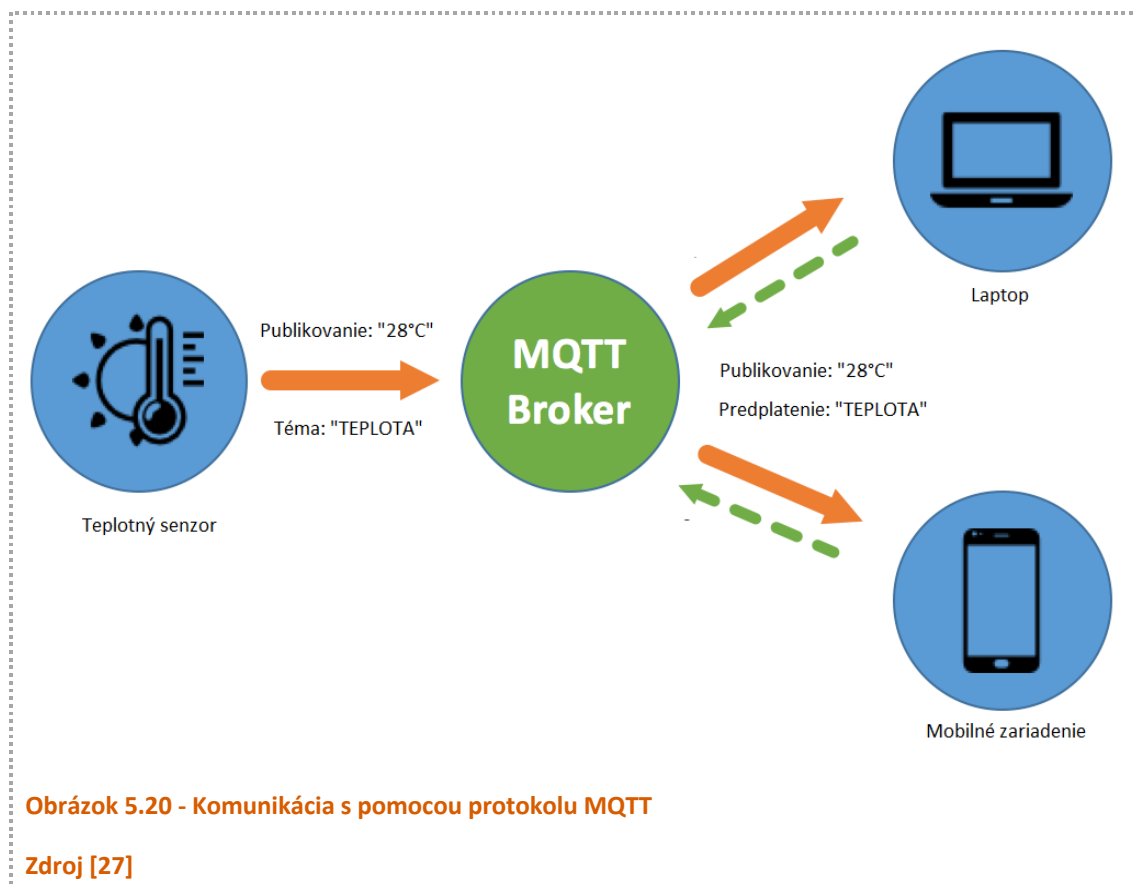 Publikovanie: "28°C"
Téma: "TEPLOTA"
Teplotný senzor
MQTT
Broker
Laptop
Publikovanie: "28°C"
Predplatenie: "TEPLOTA"
Mobilné zariadenie
Obrázok 5.20 - Komunikácia s pomocou protokolu MQTT
Zdroj [27]